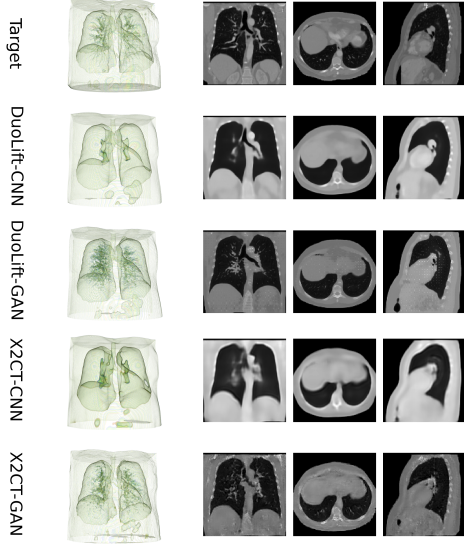 Target
DuoLift-CNN
DuoLift-GAN
X2CT-CNN
X2CT-GAN